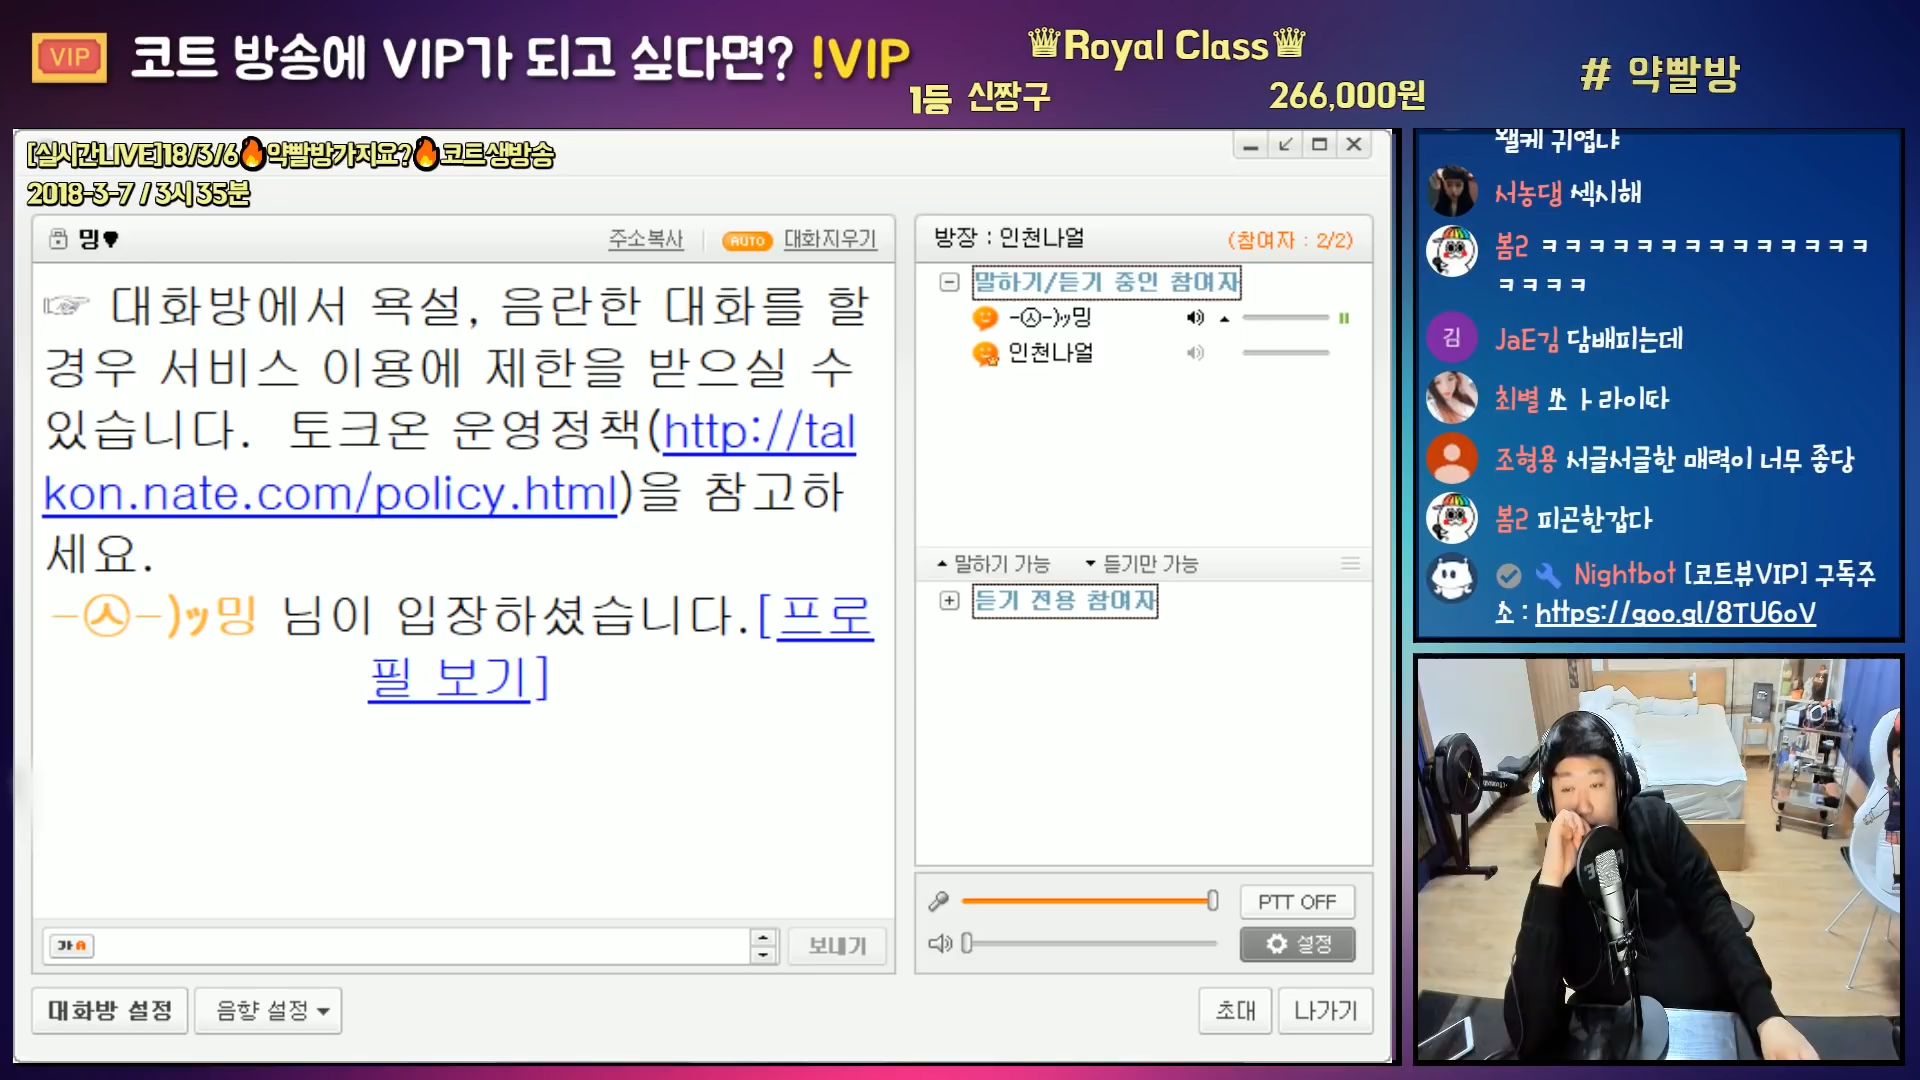 VIP 코트 방송에 VIP가 되고 싶다면? !VIP
♛Royal Class♛
1등 신짱구 266,000원
# 약빨방
[실시간LIVE]18/3/6🔥약빨방가지요?🔥코트생방송
2018-3-7 / 3시 35분
밍♥
주소복사
AUTO 대화지우기
☞ 대화방에서 욕설, 음란한 대화를 할
경우 서비스 이용에 제한을 받으실 수
있습니다. 토크온 운영정책(http://tal
kon.nate.com/policy.html)을 참고하
세요.
-㉦-)ッ밍 님이 입장하셨습니다.[프로
필 보기]
가A
보내기
대화방 설정
음향 설정
방장 : 인천나얼
(참여자 : 2/2)
말하기/듣기 중인 참여자
-㉦-)ッ밍
인천나얼
말하기 가능
듣기만 가능
듣기 전용 참여자
PTT OFF
설정
초대
나가기
왤케 귀엽냐
서농댐 섹시해
봄2 ㅋㅋㅋㅋㅋㅋㅋㅋㅋㅋㅋㅋㅋㅋ
ㅋㅋㅋㅋ
김 JaE김 담배피는데
최별 쏘ㅏ라이따
조형용 서글서글한 매력이 너무 좋당
봄2 피곤한갑다
Nightbot [코트뷰VIP] 구독주
소 : https://goo.gl/8TU6oV